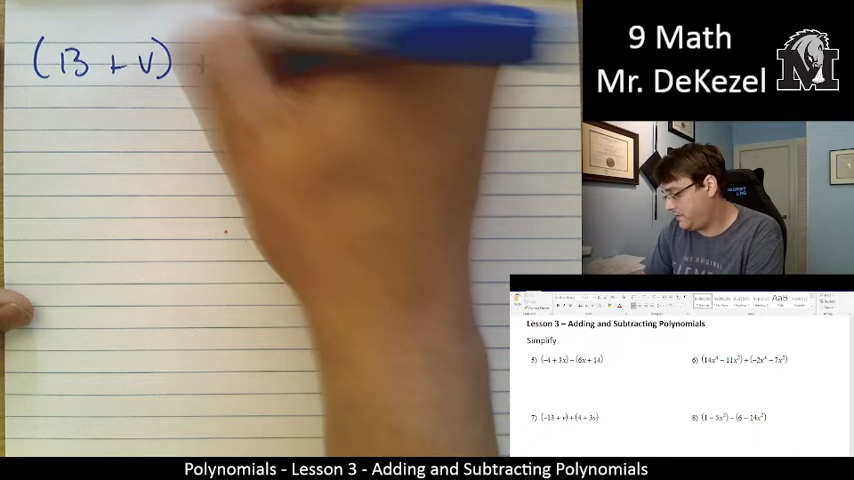 (13 + v) +
9 Math
Mr. DeKezel
M
Lesson 3 – Adding and Subtracting Polynomials
Simplify
5) (−4 + 3x) − (6x + 14)
6) (14x⁴ − 11x²) + (−2x⁴ − 7x²)
7) (−13 + v) + (4 + 3v)
8) (1 − 5x²) − (6 − 14x²)
Polynomials - Lesson 3 - Adding and Subtracting Polynomials